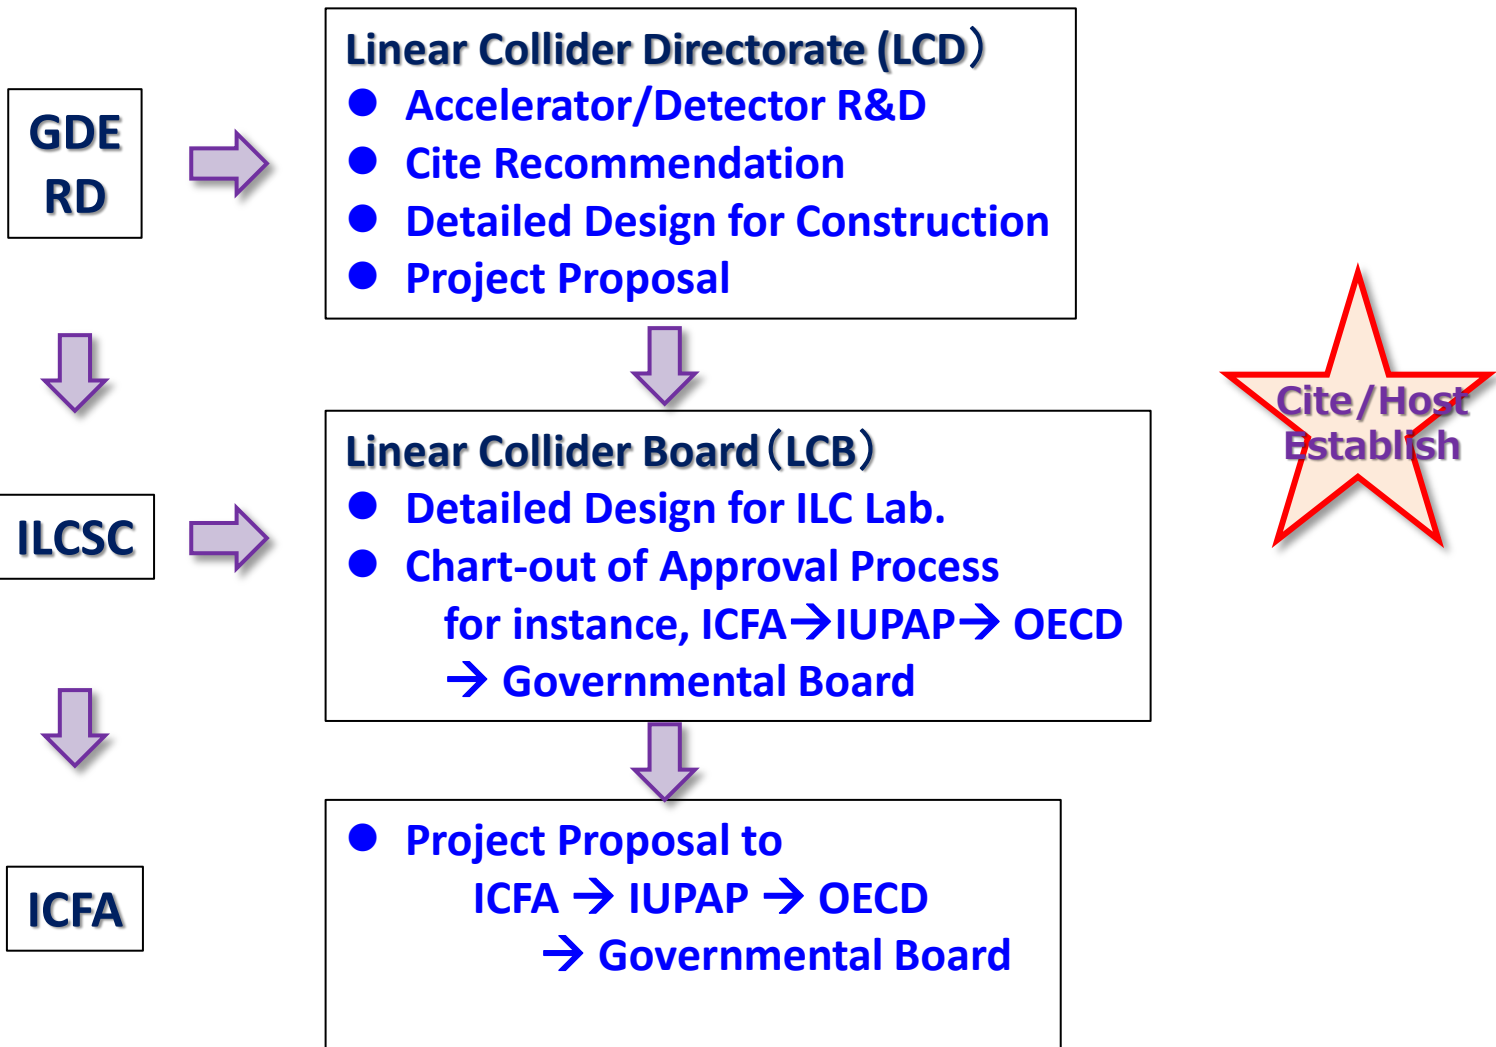 GDE
RD
Linear Collider Directorate (LCD）
● Accelerator/Detector R&D
● Cite Recommendation
● Detailed Design for Construction
● Project Proposal
Cite/Host
Establish
ILCSC
Linear Collider Board（LCB）
● Detailed Design for ILC Lab.
● Chart-out of Approval Process
for instance, ICFA→IUPAP→ OECD
→ Governmental Board
ICFA
● Project Proposal to
ICFA → IUPAP → OECD
→ Governmental Board